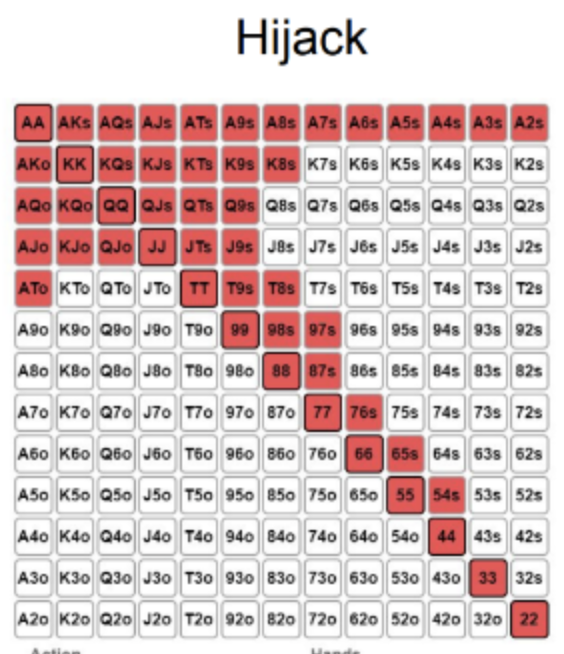 Hijack
AA AKs AQs AJs ATs A9s A8s A7s A6s A5s A4s A3s A2s
AKo KK KQs KJs KTs K9s K8s K7s K6s K5s K4s K3s K2s
AQo KQo QQ QJs QTs Q9s Q8s Q7s Q6s Q5s Q4s Q3s Q2s
AJo KJo QJo JJ JTs J9s J8s J7s J6s J5s J4s J3s J2s
ATo KTo QTo JTo TT T9s T8s T7s T6s T5s T4s T3s T2s
A9o K9o Q9o J9o T9o 99 98s 97s 96s 95s 94s 93s 92s
A8o K8o Q8o J8o T8o 98o 88 87s 86s 85s 84s 83s 82s
A7o K7o Q7o J7o T7o 97o 87o 77 76s 75s 74s 73s 72s
A6o K6o Q6o J6o T6o 96o 86o 76o 66 65s 64s 63s 62s
A5o K5o Q5o J5o T5o 95o 85o 75o 65o 55 54s 53s 52s
A4o K4o Q4o J4o T4o 94o 84o 74o 64o 54o 44 43s 42s
A3o K3o Q3o J3o T3o 93o 83o 73o 63o 53o 43o 33 32s
A2o K2o Q2o J2o T2o 92o 82o 72o 62o 52o 42o 32o 22
Action Hands